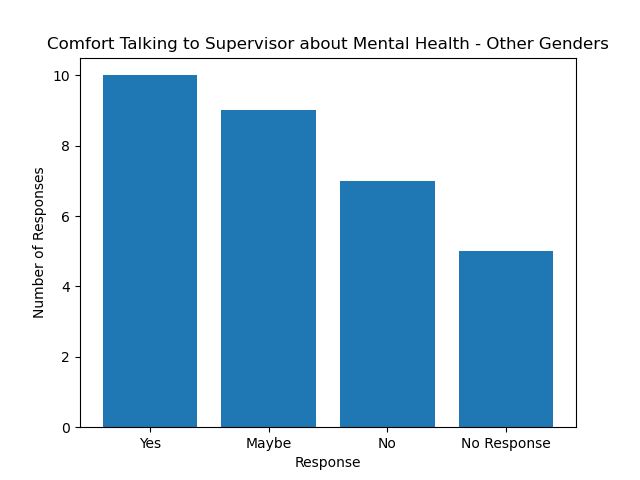 Comfort Talking to Supervisor about Mental Health - Other Genders
10
8
6
4
2
0
Number of Responses
Yes Maybe No No Response
Response